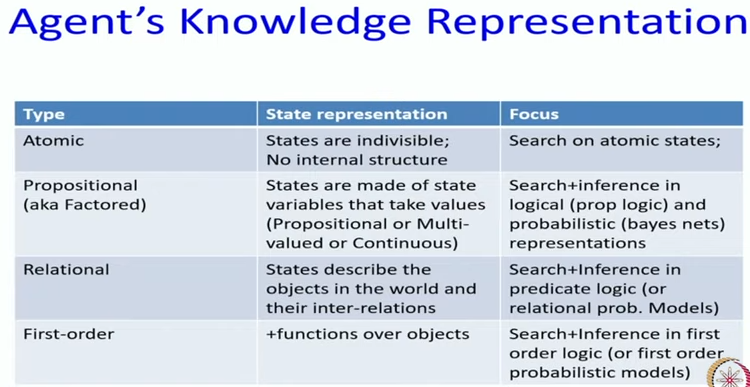 Agent's Knowledge Representation
Type State representation Focus
Atomic States are indivisible; Search on atomic states;
No internal structure
Propositional States are made of state Search+inference in
(aka Factored) variables that take values logical (prop logic) and
(Propositional or Multi- probabilistic (bayes nets)
valued or Continuous) representations
Relational States describe the Search+Inference in
objects in the world and predicate logic (or
their inter-relations relational prob. Models)
First-order +functions over objects Search+Inference in first
order logic (or first order
probabilistic models)